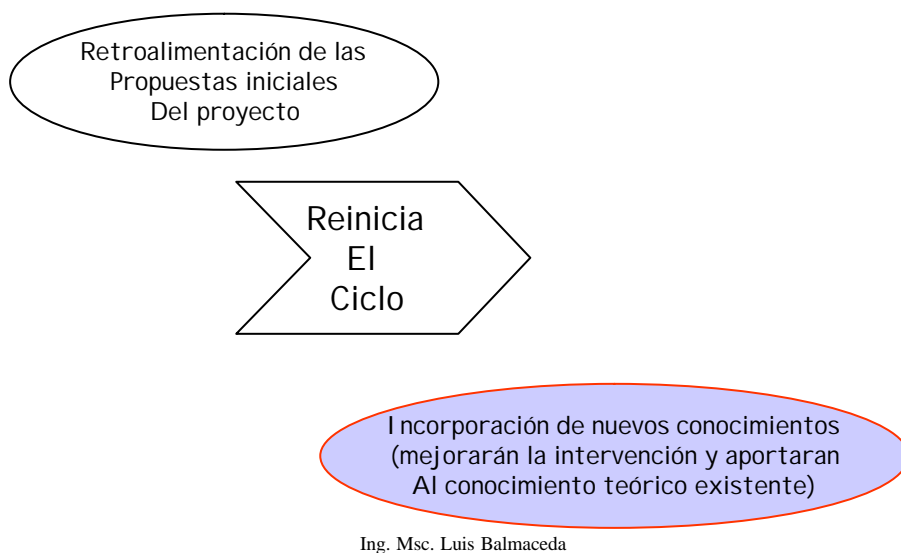 Retroalimentación de las
Propuestas iniciales
Del proyecto
Reinicia
El
Ciclo
Incorporación de nuevos conocimientos
(mejorarán la intervención y aportaran
Al conocimiento teórico existente)
Ing. Msc. Luis Balmaceda